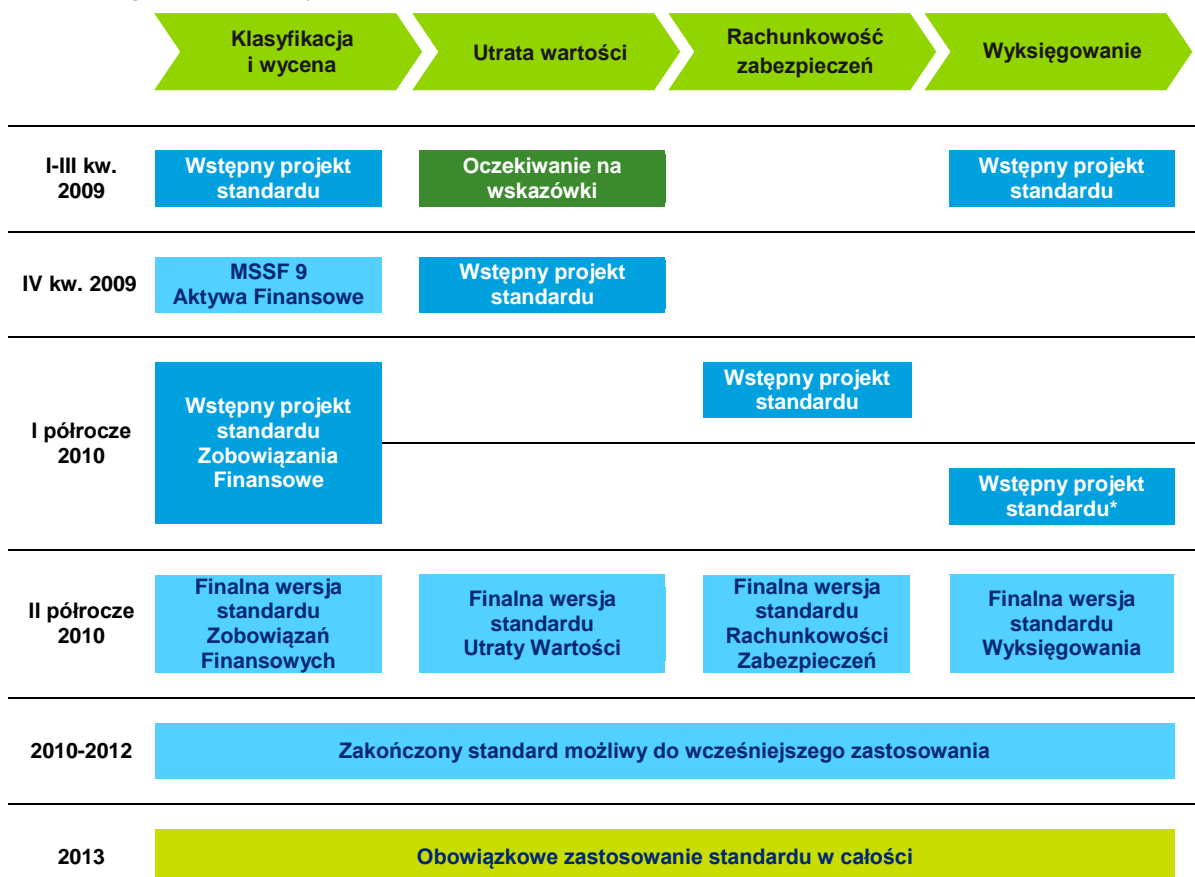 Klasyfikacja
i wycena
Utrata wartości
Rachunkowość
zabezpieczeń
Wyksięgowanie
I-III kw.
2009
Wstępny projekt
standardu
Oczekiwanie na
wskazówki
Wstępny projekt
standardu
IV kw. 2009
MSSF 9
Aktywa Finansowe
Wstępny projekt
standardu
I półrocze
2010
Wstępny projekt
standardu
Zobowiązania
Finansowe
Wstępny projekt
standardu
Wstępny projekt
standardu*
II półrocze
2010
Finalna wersja
standardu
Zobowiązań
Finansowych
Finalna wersja
standardu
Utraty Wartości
Finalna wersja
standardu
Rachunkowości
Zabezpieczeń
Finalna wersja
standardu
Wyksięgowania
2010-2012
Zakończony standard możliwy do wcześniejszego zastosowania
2013
Obowiązkowe zastosowanie standardu w całości